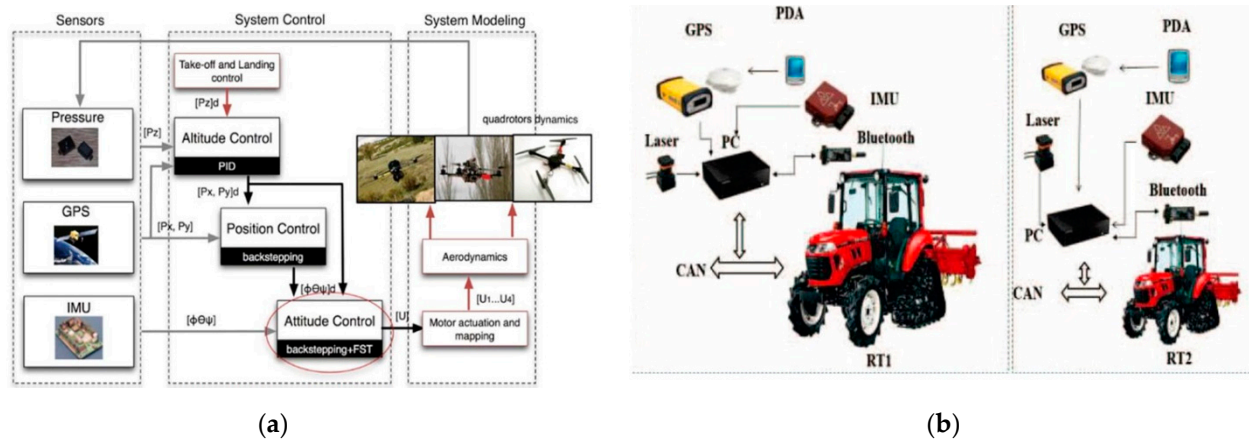 Sensors
System Control
System Modeling
Take-off and Landing
control
[Pz]d
Pressure
[Pz]
Altitude Control
PID
quadrotors dynamics
[Px, Py]d
GPS
[Px, Py]
Position Control
backstepping
Aerodynamics
[ϕΘψ]d
[U1...U4]
IMU
[ϕΘψ]
Attitude Control
backstepping+FST
[U]
Motor actuation and
mapping
(a)
PDA
GPS
IMU
Laser
PC
Bluetooth
CAN
RT1
PDA
GPS
IMU
Laser
Bluetooth
PC
CAN
RT2
(b)